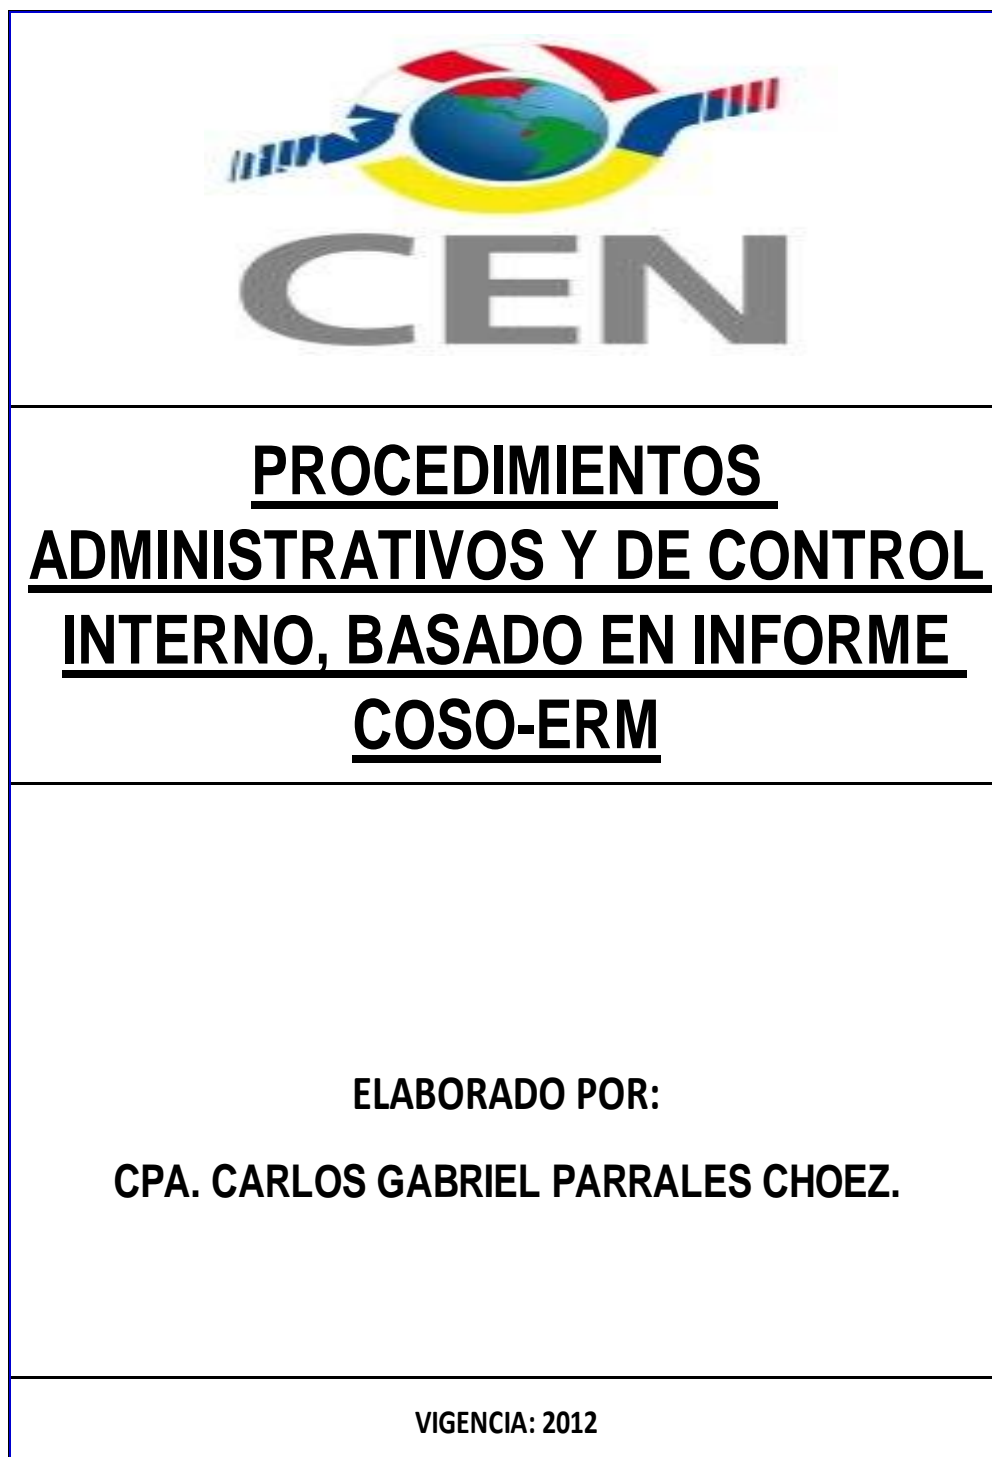 CEN
PROCEDIMIENTOS
ADMINISTRATIVOS Y DE CONTROL
INTERNO, BASADO EN INFORME
COSO-ERM
ELABORADO POR:
CPA. CARLOS GABRIEL PARRALES CHOEZ.
VIGENCIA: 2012